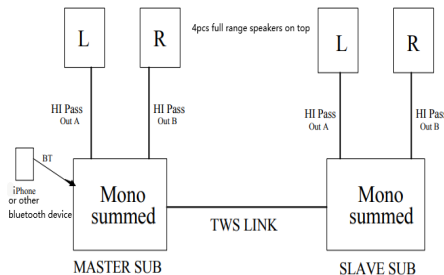 4pcs full range speakers on top
L
R
L
R
HI Pass
Out A
HI Pass
Out B
HI Pass
Out A
HI Pass
Out B
BT
iPhone
or other
bluetooth device
Mono
summed
TWS LINK
Mono
summed
MASTER SUB
SLAVE SUB